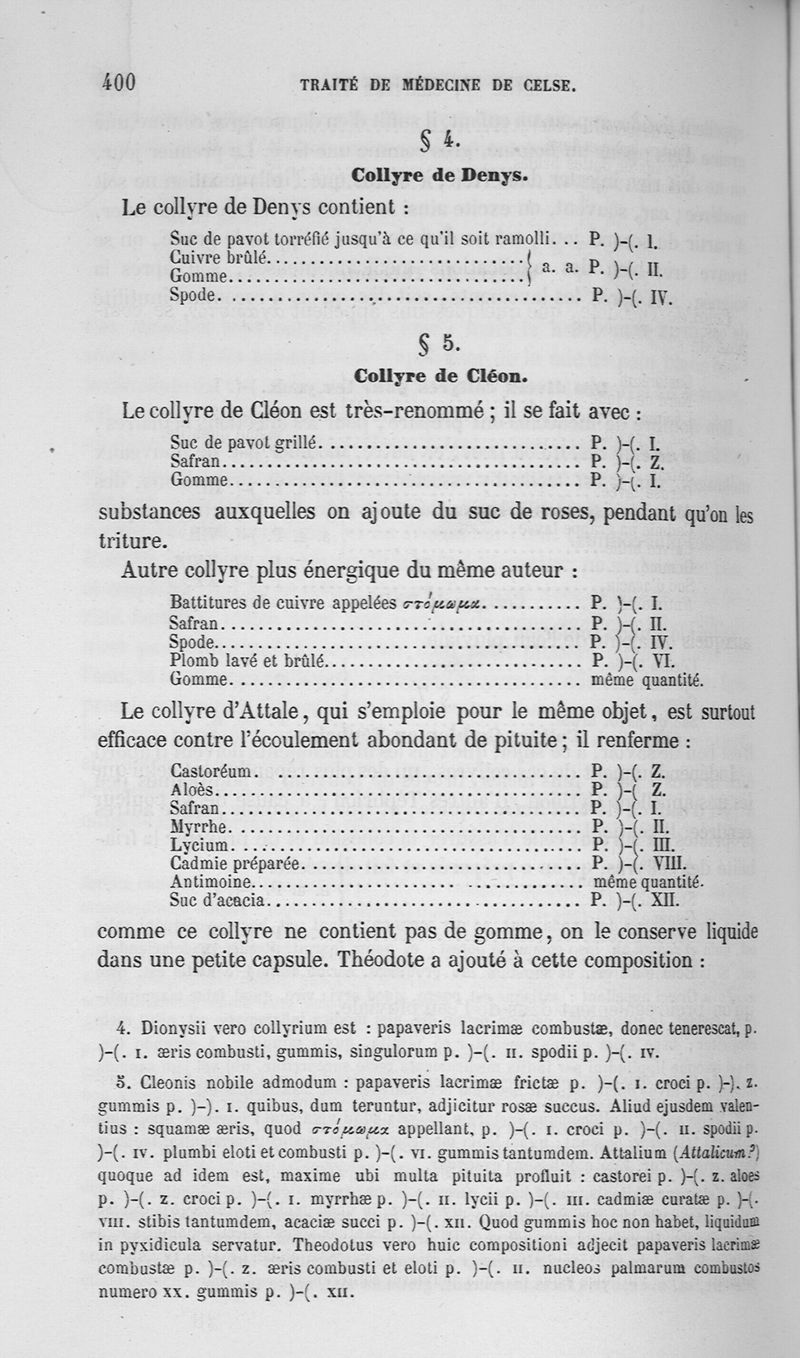 400 TRAITÉ DE MÉDECINE DE CELSE.
§ 4.
Collyre de Denys.
Le collyre de Denys contient :
Suc de pavot torréfié jusqu'à ce qu'il soit ramolli. .. P. )-(. I.
Cuivre brûlé............................
Gomme................................ } a. a. P. )-(. II.
Spode. ....................................... P. )-(. IV.
§ 5.
Collyre de Cléon.
Le collyre de Cléon est très-renommé ; il se fait avec :
Suc de pavot grillé. ............................ P. )-(. I.
Safran....................................... P. )-(. Z.
Gomme...................................... P. )-(. I.
substances auxquelles on ajoute du suc de roses, pendant qu'on les
triture.
Autre collyre plus énergique du même auteur :
Battitures de cuivre appelées στόμωμα. .......... P. )-(. I.
Safran....................................... P. )-(. II.
Spode........................................ P. )-(. IV.
Plomb lavé et brûlé............................ P. )-(. VI.
Gomme. ..................................... même quantité.
Le collyre d'Attale, qui s'emploie pour le même objet, est surtout
efficace contre l'écoulement abondant de pituite ; il renferme :
Castoréum. ................................. P. )-(. Z.
Aloès........................................ P. )-( Z.
Safran....................................... P. )-(. I.
Myrrhe. ..................................... P. )-(. II.
Lycium. ..................................... P. )-(. III.
Cadmie préparée. .............................. P. )-(. VIII.
Antimoine.................................... même quantité.
Suc d'acacia.................................. P. )-(. XII.
comme ce collyre ne contient pas de gomme, on le conserve liquide
dans une petite capsule. Théodote a ajouté à cette composition :
4. Dionysii vero collyrium est : papaveris lacrimæ combustæ, donec tenerescat, p.
)-(. I. æris combusti, gummis, singulorum p. )-(. II. spodii p. )-(. IV.
5. Cleonis nobile admodum : papaveris lacrimæ frictæ p. )-(. I. croci p. )-). z.
gummis p. )-). I. quibus, dum teruntur, adjicitur rosæ succus. Aliud ejusdem valen-
tius : squamæ æris, quod στόμωμα appellant, p. )-(. I. croci p. )-(. II. spodii p.
)-(. IV. plumbi eloti et combusti p. )-(. VI. gummis tantumdem. Attalium (Attalicum?)
quoque ad idem est, maxime ubi multa pituita profluit : castorei p. )-(. z. aloes
p. )-(. z. croci p. )-(. I. myrrhæ p. )-(. II. lycii p. )-(. III. cadmiæ curatæ p. )-(.
VIII. stibis tantumdem, acaciæ succi p. )-(. XII. Quod gummis hoc non habet, liquidum
in pyxidicula servatur. Theodotus vero huic compositioni adjecit papaveris lacrimæ
combustæ p. )-(. z. æris combusti et eloti p. )-(. II. nucleos palmarum combustos
numero XX. gummis p. )-(. XII.